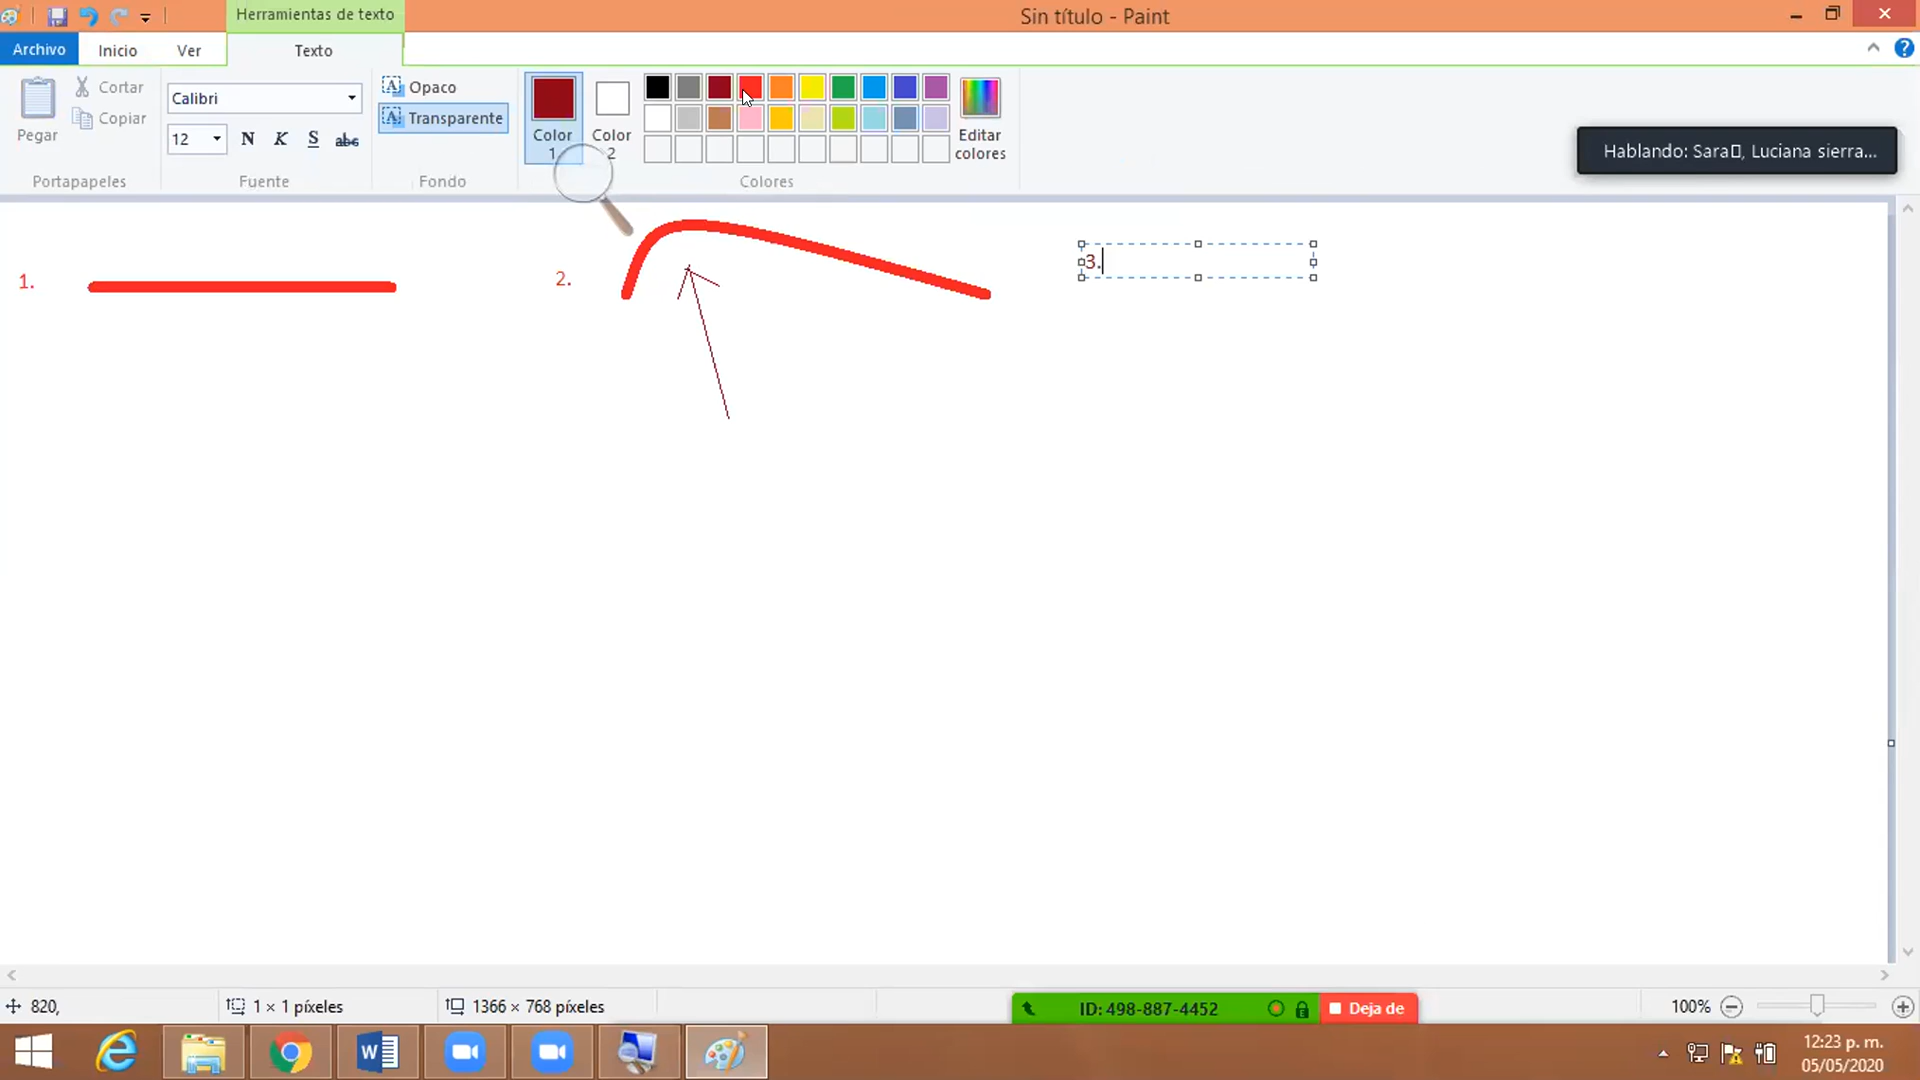 Herramientas de texto
Sin título - Paint
Archivo
Inicio
Ver
Texto
Pegar
Cortar
Copiar
Portapapeles
Calibri
12
N K S abc
Fuente
Opaco
Transparente
Fondo
Color
1
Color
2
Editar
colores
Colores
Hablando: Sara, Luciana sierra...
1.
2.
3.
820,
1 × 1 píxeles
1366 × 768 píxeles
ID: 498-887-4452
Deja de
100%
12:23 p. m.
05/05/2020